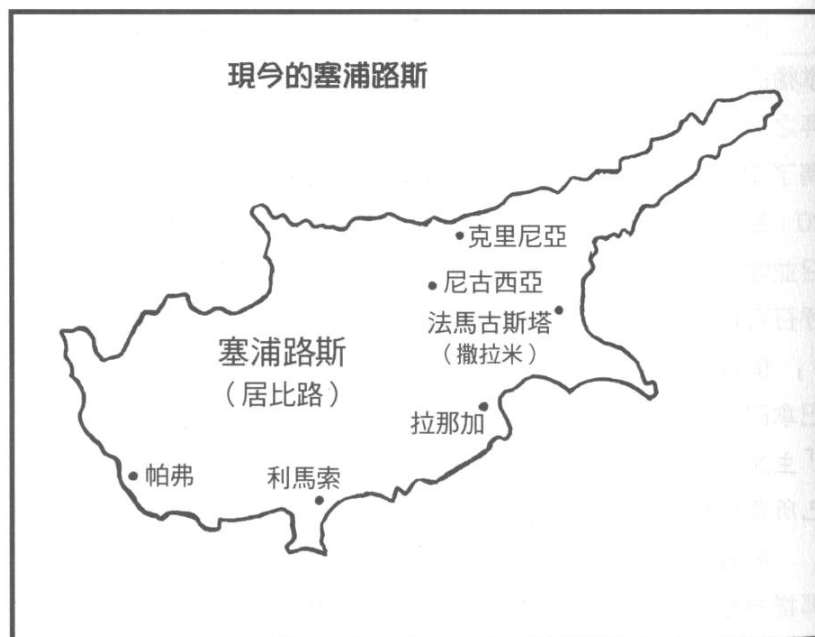 現今的塞浦路斯
克里尼亞
尼古西亞
法馬古斯塔
（撒拉米）
塞浦路斯
（居比路）
拉那加
帕弗
利馬索